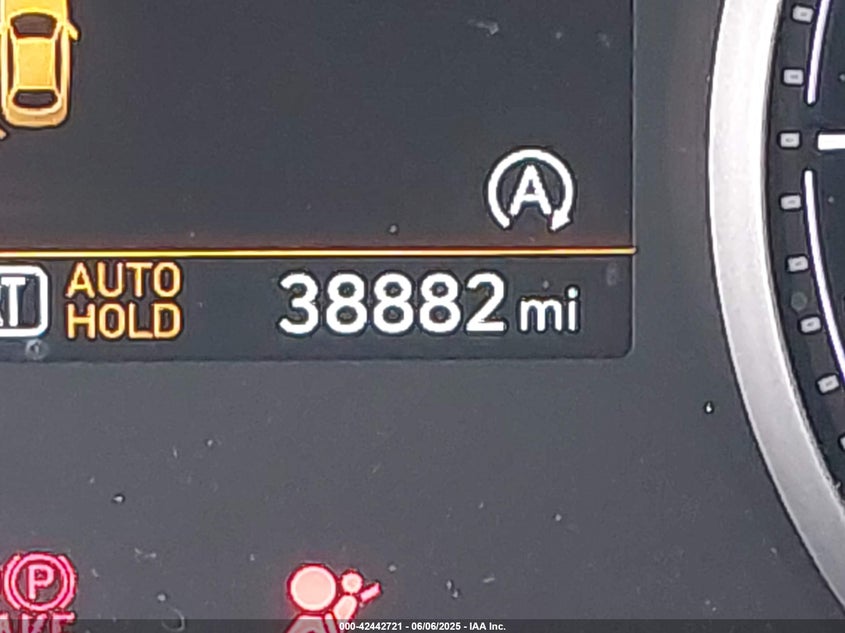 A
AUTO
HOLD
38882 mi
P
000-42442721 - 06/06/2025 - IAA Inc.